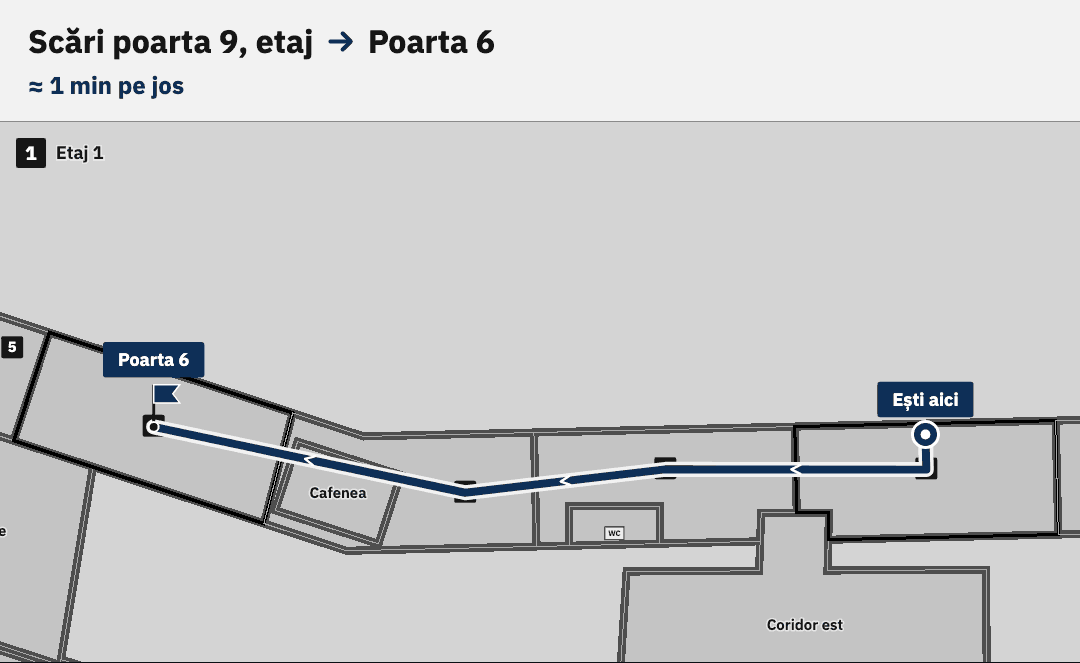 Scări poarta 9, etaj → Poarta 6
≈ 1 min pe jos
1 Etaj 1
5
Poarta 6
Ești aici
Cafenea
WC
e
Coridor est